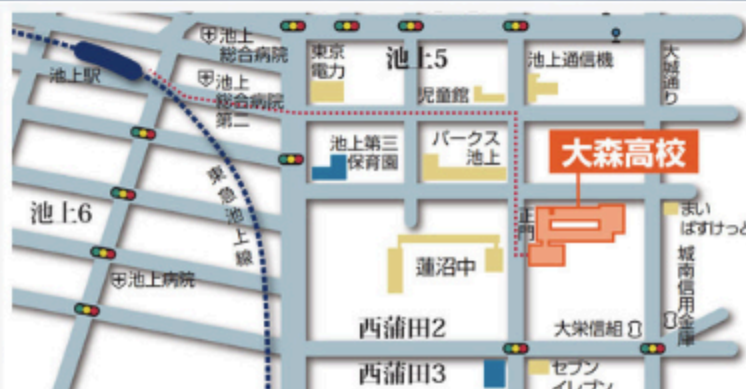 池上
総合病院
東京
電力
池上5
池上通信機
大城通り
池上駅
池上
総合病院
第二
児童館
池上第三
保育園
パークス
池上
大森高校
東急池上線
池上6
正門
まい
ばすけっと
蓮沼中
城南信用金庫
池上病院
西蒲田2
大栄信組
西蒲田3
セブン
イレブン